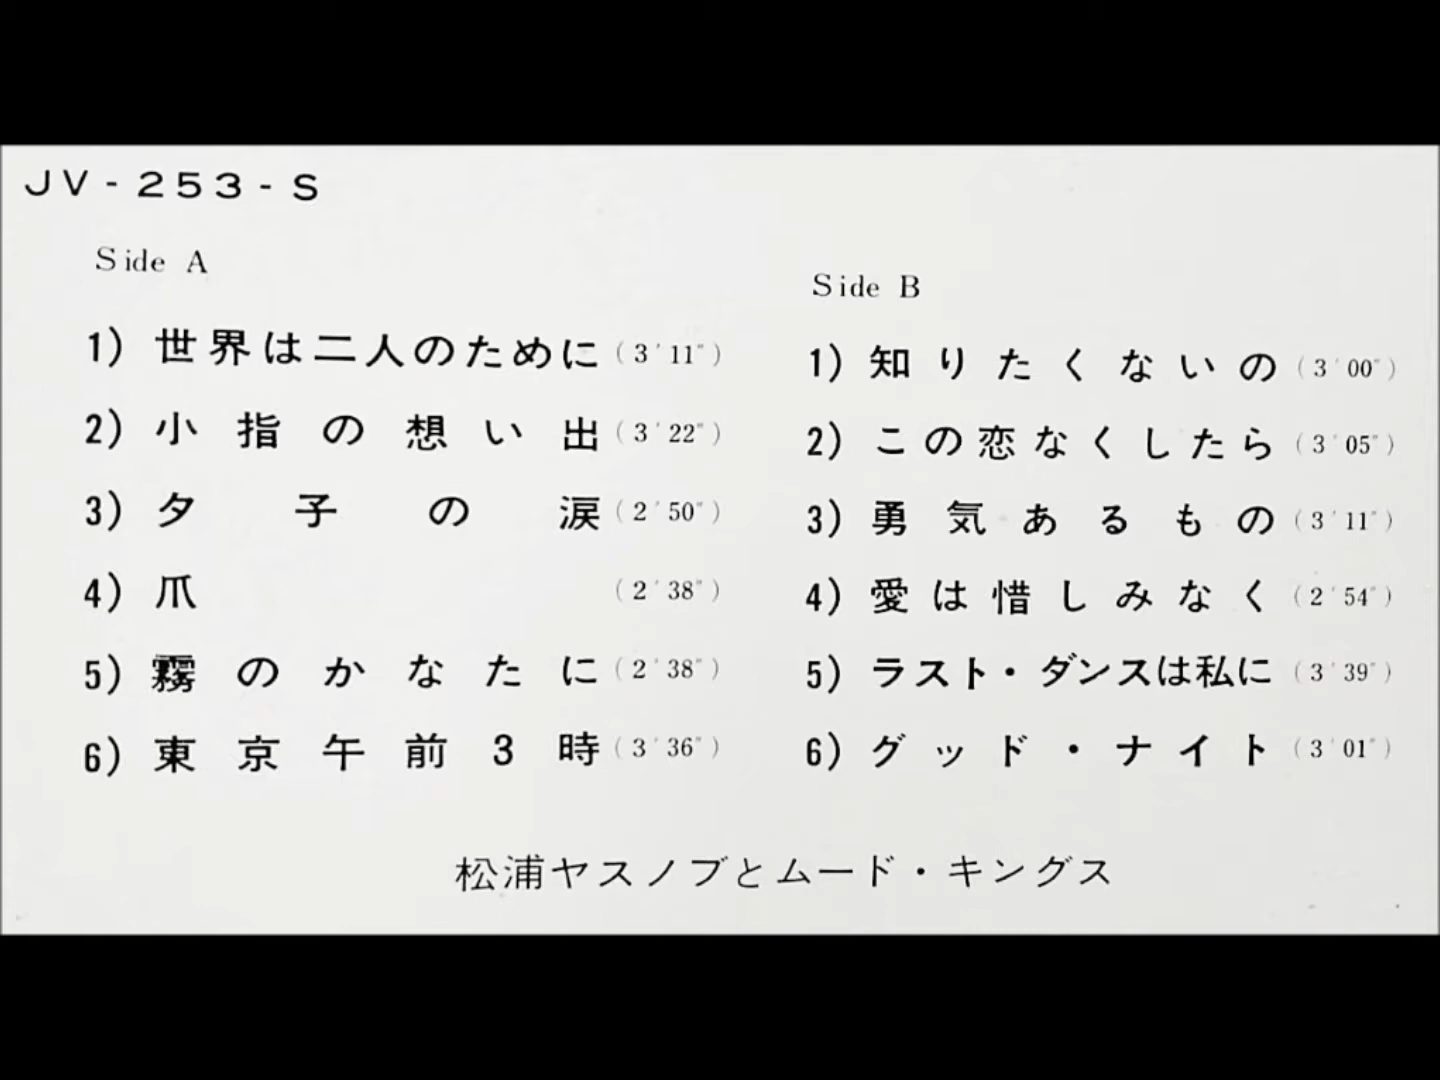 JV-253-S
Side A
1) 世界は二人のために (3′11″)
2) 小指の想い出 (3′22″)
3) 夕子の涙 (2′50″)
4) 爪 (2′38″)
5) 霧のかなたに (2′38″)
6) 東京午前3時 (3′36″)
Side B
1) 知りたくないの (3′00″)
2) この恋なくしたら (3′05″)
3) 勇気あるもの (3′11″)
4) 愛は惜しみなく (2′54″)
5) ラスト・ダンスは私に (3′39″)
6) グッド・ナイト (3′01″)
松浦ヤスノブとムード・キングス